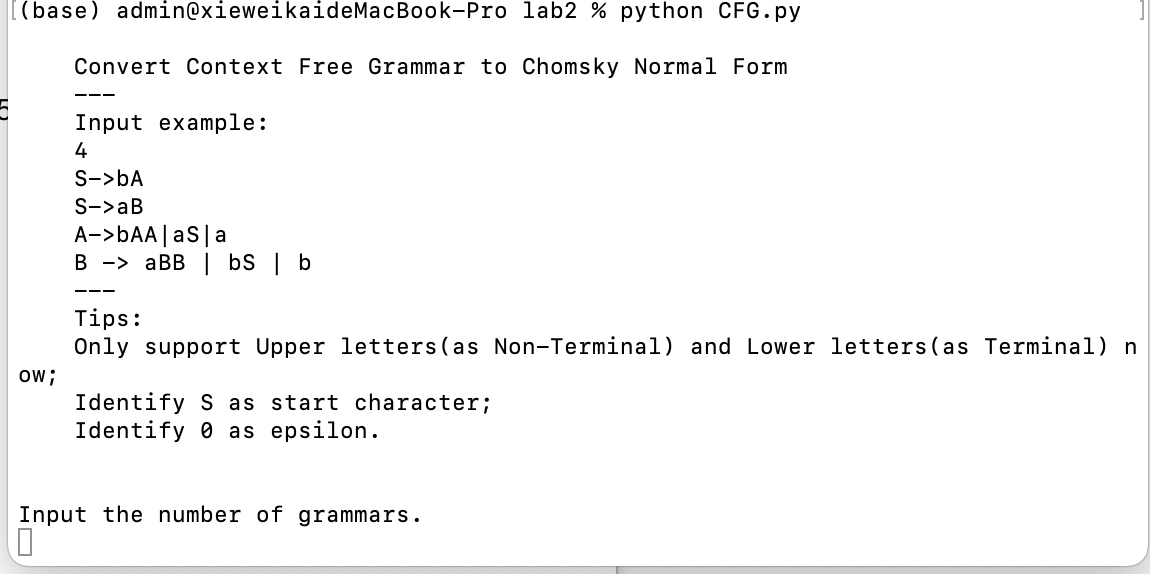 5
[(base) admin@xieweikaideMacBook-Pro lab2 % python CFG.py ]
Convert Context Free Grammar to Chomsky Normal Form
---
Input example:
4
S->bA
S->aB
A->bAA|aS|a
B -> aBB | bS | b
---
Tips:
Only support Upper letters(as Non-Terminal) and Lower letters(as Terminal) n
ow;
Identify S as start character;
Identify 0 as epsilon.
Input the number of grammars.